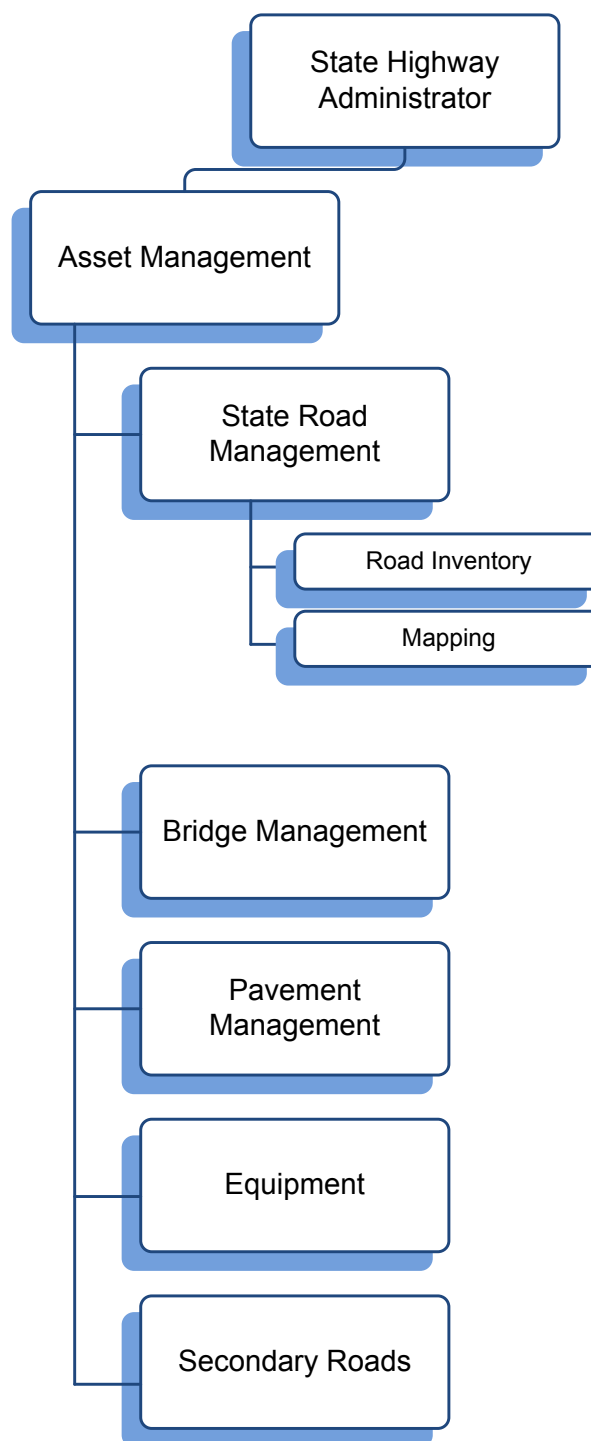 State Highway
Administrator
Asset Management
State Road
Management
Road Inventory
Mapping
Bridge Management
Pavement
Management
Equipment
Secondary Roads